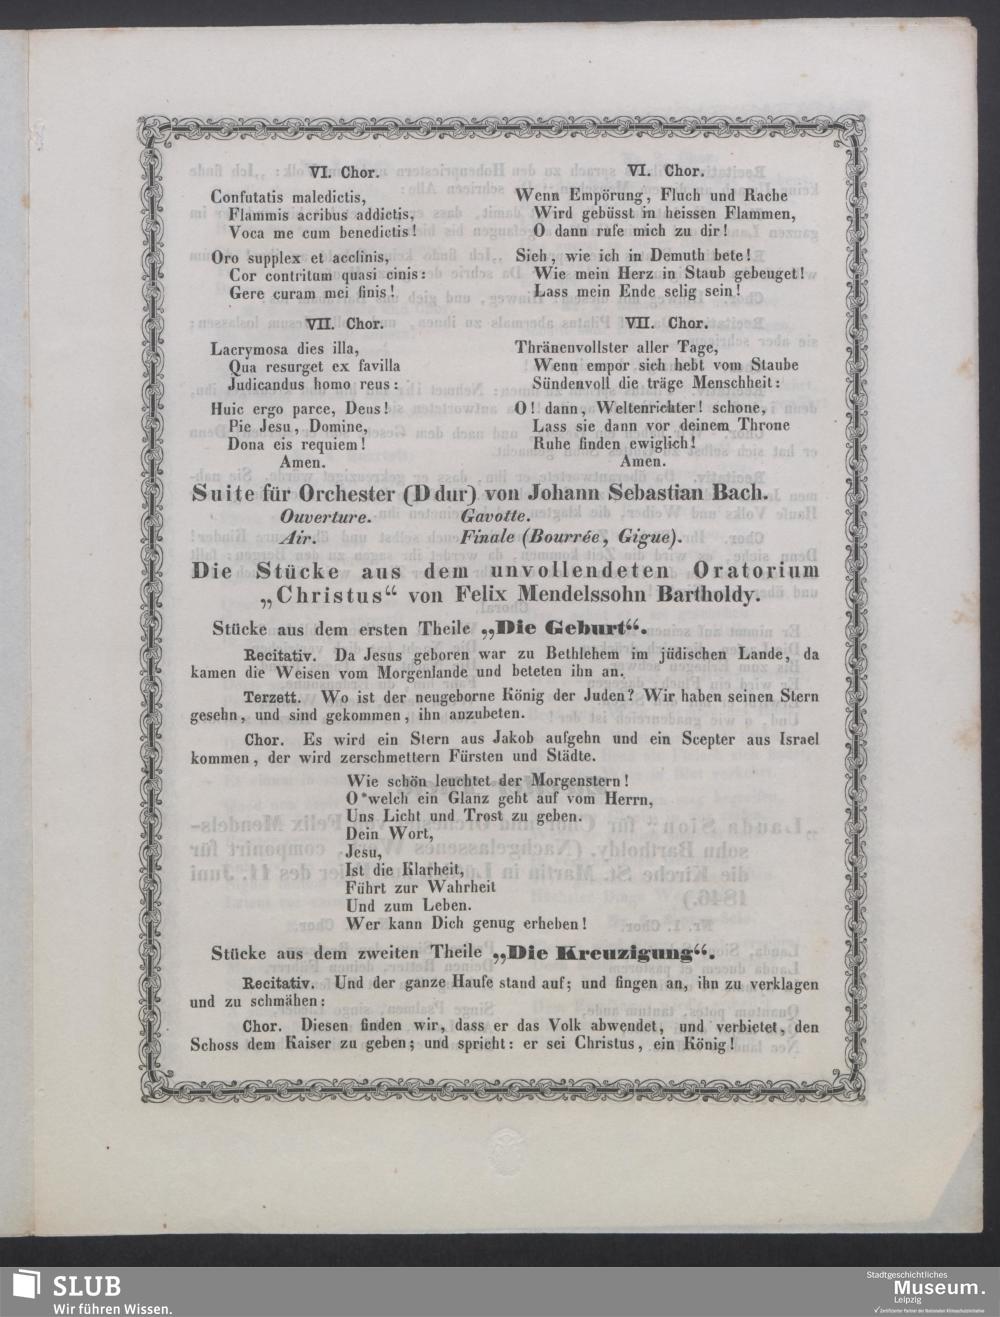 VI. Chor.
Confutatis maledictis,
Flammis acribus addictis,
Voca me cum benedictis!
Oro supplex et acclinis,
Cor contritum quasi cinis:
Gere curam mei finis!
VII. Chor.
Lacrymosa dies illa,
Qua resurget ex favilla
Judicandus homo reus:
Huic ergo parce, Deus!
Pie Jesu, Domine,
Dona eis requiem!
Amen.
VI. Chor.
Wenn Empörung, Fluch und Rache
Wird gebüsst in heissen Flammen,
O dann rufe mich zu dir!
Sieh, wie ich in Demuth bete!
Wie mein Herz in Staub gebeuget!
Lass mein Ende selig sein!
VII. Chor.
Thränenvollster aller Tage,
Wenn empor sich hebt vom Staube
Sündenvoll die träge Menschheit:
O! dann, Weltenrichter! schone,
Lass sie dann vor deinem Throne
Ruhe finden ewiglich!
Amen.
Suite für Orchester (D dur) von Johann Sebastian Bach.
Ouverture. Gavotte.
Air. Finale (Bourrée, Gigue).
Die Stücke aus dem unvollendeten Oratorium
„Christus“ von Felix Mendelssohn Bartholdy.
Stücke aus dem ersten Theile „Die Geburt“.
Recitativ. Da Jesus geboren war zu Bethlehem im jüdischen Lande, da
kamen die Weisen vom Morgenlande und beteten ihn an.
Terzett. Wo ist der neugeborne König der Juden? Wir haben seinen Stern
gesehn, und sind gekommen, ihn anzubeten.
Chor. Es wird ein Stern aus Jakob aufgehn und ein Scepter aus Israel
kommen, der wird zerschmettern Fürsten und Städte.
Wie schön leuchtet der Morgenstern!
O welch ein Glanz geht auf vom Herrn,
Uns Licht und Trost zu geben.
Dein Wort,
Jesu,
Ist die Klarheit,
Führt zur Wahrheit
Und zum Leben.
Wer kann Dich genug erheben!
Stücke aus dem zweiten Theile „Die Kreuzigung“.
Recitativ. Und der ganze Haufe stand auf; und fingen an, ihn zu verklagen
und zu schmähen:
Chor. Diesen finden wir, dass er das Volk abwendet, und verbietet, den
Schoss dem Kaiser zu geben; und spricht: er sei Christus, ein König!
SLUB
Wir führen Wissen.
Stadtgeschichtliches
Museum.
Leipzig
Zertifizierter Partner der Nationalen Klimaschutzinitiative